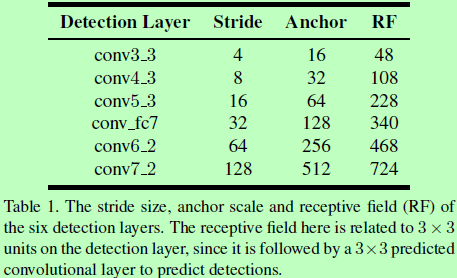 Detection Layer Stride Anchor RF
conv3_3 4 16 48
conv4_3 8 32 108
conv5_3 16 64 228
conv_fc7 32 128 340
conv6_2 64 256 468
conv7_2 128 512 724
Table 1. The stride size, anchor scale and receptive field (RF) of
the six detection layers. The receptive field here is related to 3 × 3
units on the detection layer, since it is followed by a 3×3 predicted
convolutional layer to predict detections.